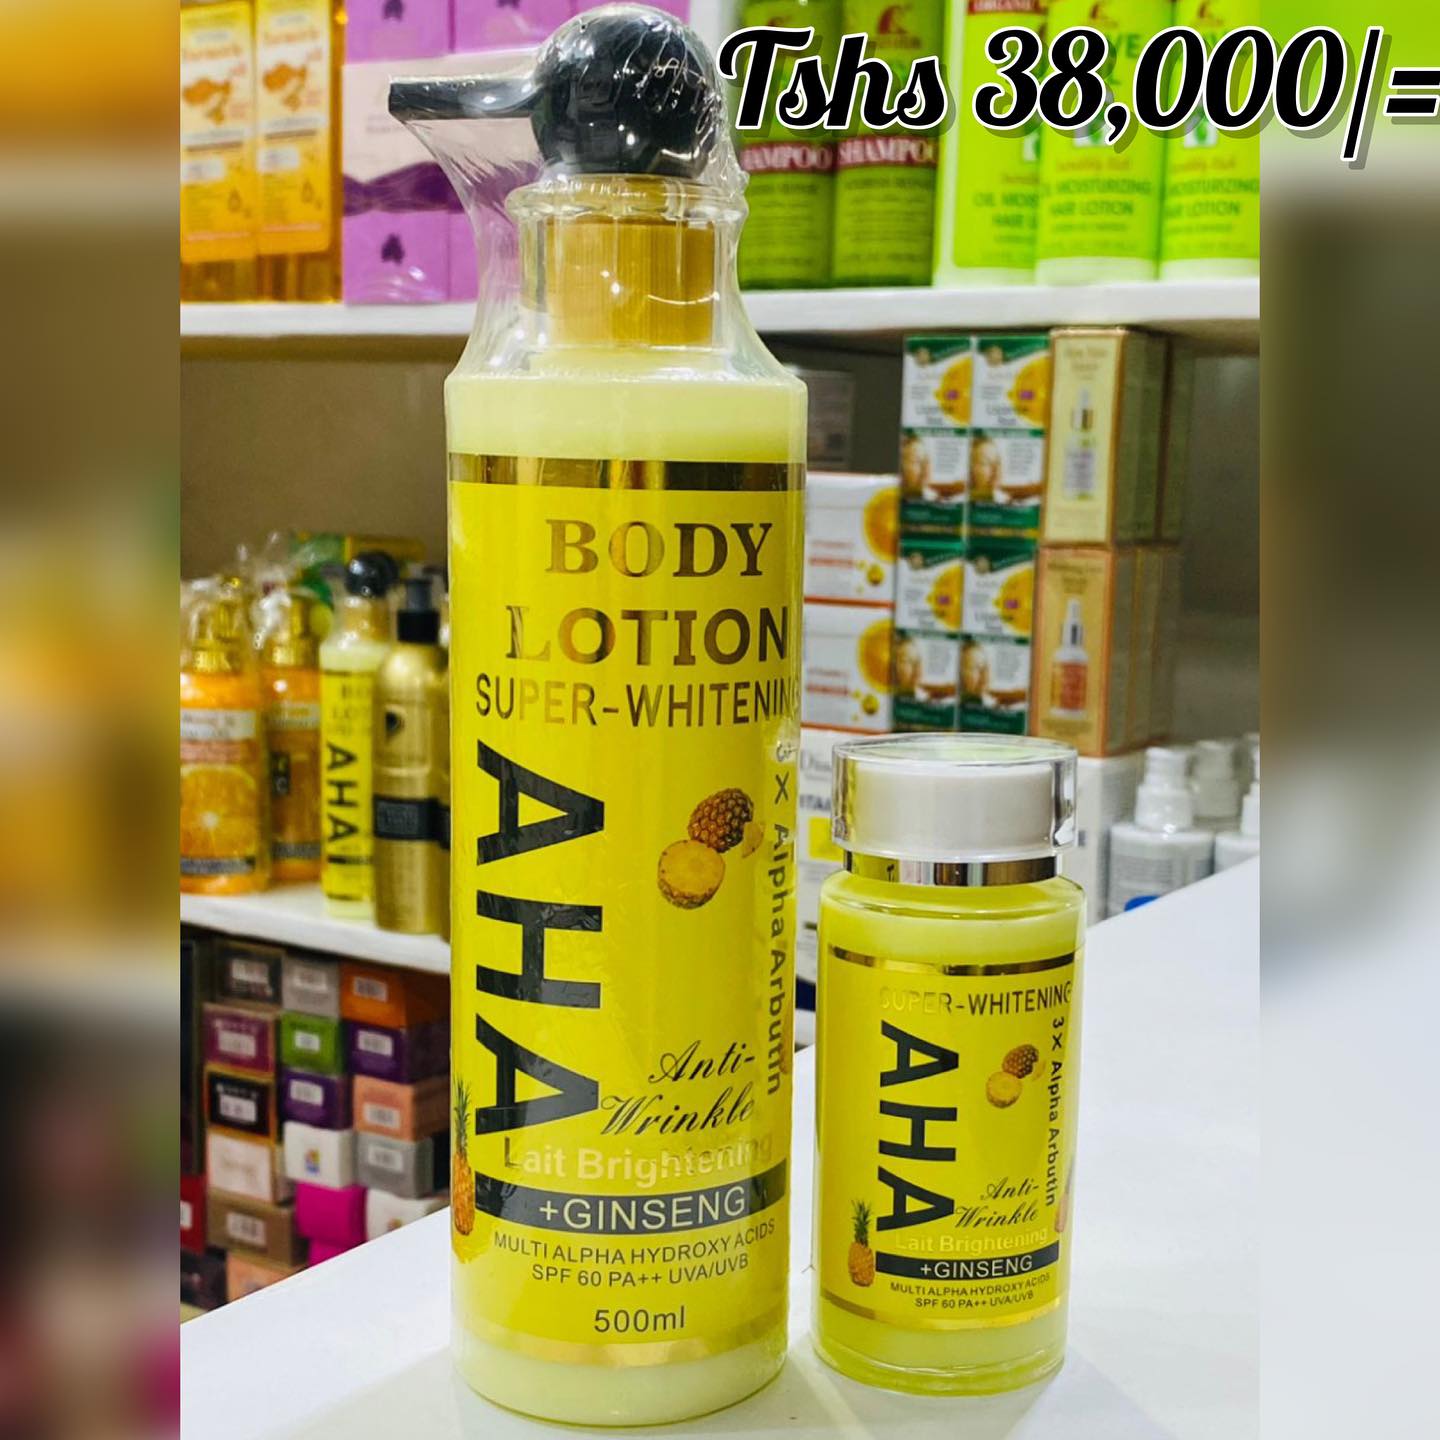 Tshs 38,000/=
SHAMPOO
SHAMPOO
OIL MOISTURIZING
HAIR LOTION
BODY
LOTION
SUPER-WHITENING
AHA
3 X Alpha Arbutin
Anti-
Wrinkle
Lait Brightening
+GINSENG
MULTI ALPHA HYDROXY ACIDS
SPF 60 PA++ UVA/UVB
500ml
SUPER-WHITENING
AHA
3 X Alpha Arbutin
Anti-
Wrinkle
Lait Brightening
+GINSENG
MULTI ALPHA HYDROXY ACIDS
SPF 60 PA++ UVA/UVB
AHA